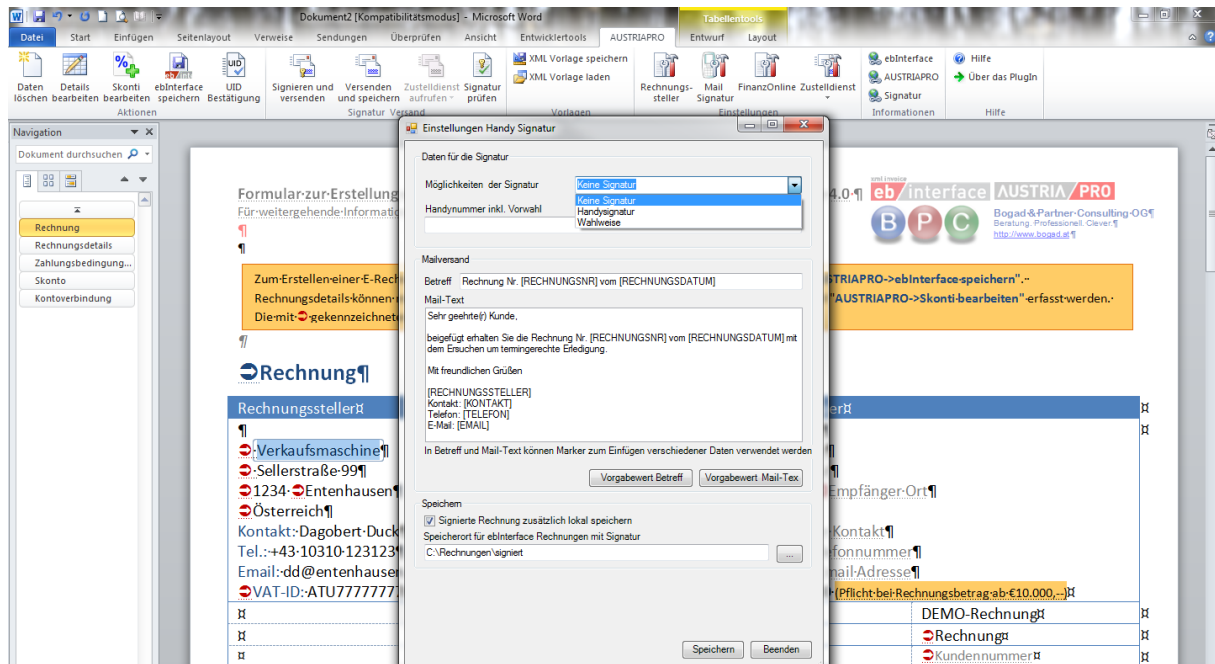 Dokument2 [Kompatibilitätsmodus] - Microsoft Word
Tabellentools
Datei Start Einfügen Seitenlayout Verweise Sendungen Überprüfen Ansicht Entwicklertools AUSTRIAPRO Entwurf Layout
Daten löschen
Details bearbeiten
Skonti bearbeiten
ebInterface speichern
UID Bestätigung
Signieren und versenden
Versenden und speichern
Zustelldienst aufrufen
Signatur prüfen
XML Vorlage speichern
XML Vorlage laden
Rechnungs-steller
Mail Signatur
FinanzOnline
Zustelldienst
ebInterface
AUSTRIAPRO
Signatur
Hilfe
Über das PlugIn
Aktionen
Signatur Versand
Vorlagen
Einstellungen
Informationen
Hilfe
Navigation
Dokument durchsuchen
Rechnung
Rechnungsdetails
Zahlungsbedingung...
Skonto
Kontoverbindung
Einstellungen Handy Signatur
Daten für die Signatur
Möglichkeiten der Signatur
Keine Signatur
Keine Signatur
Handysignatur
Wahlweise
Handynummer inkl. Vorwahl
Mailversand
Betreff Rechnung Nr. [RECHNUNGSNR] vom [RECHNUNGSDATUM]
Mail-Text
Sehr geehrte(r) Kunde,
beigefügt erhalten Sie die Rechnung Nr. [RECHNUNGSNR] vom [RECHNUNGSDATUM] mit
dem Ersuchen um termingerechte Erledigung.
Mit freundlichen Grüßen
[RECHNUNGSSTELLER]
Kontakt: [KONTAKT]
Telefon: [TELEFON]
E-Mail: [EMAIL]
In Betreff und Mail-Text können Marker zum Einfügen verschiedener Daten verwendet werden
Vorgabewert Betreff Vorgabewert Mail-Tex
Speichern
Signierte Rechnung zusätzlich lokal speichern
Speicherort für ebInterface Rechnungen mit Signatur
C:\Rechnungen\signiert
...
Speichern Beenden
Formular·zur·Erstellung
4.0·¶
Für·weitergehende·Informatio
¶
¶
xml invoice
eb/interface AUSTRIA/PRO
B P C
Bogad·&·Partner·Consulting·OG¶
Beratung.·Professionell.·Clever.¶
http://www.bogad.at¶
Zum·Erstellen·einer·E-Rech
STRIAPRO->ebInterface·speichern".·
Rechnungsdetails·können·
"AUSTRIAPRO->Skonti·bearbeiten"·erfasst·werden.·
Die·mit·
·gekennzeichnete
¶
Rechnung¶
Rechnungssteller¤
er¤
¤
¶
¤
·Verkaufsmaschine¶
·Sellerstraße·99¶
1234·
Entenhausen¶
Empfänger·Ort¶
Österreich¶
Kontakt:·Dagobert·Duck
·Kontakt¶
Tel.:·+43·10310·123123¶
efonnummer¶
Email:·dd@entenhausen
mail·Adresse¶
VAT-ID:·ATU77777777
(Pflicht·bei·Rechnungsbetrag·ab·€10.000,--)¤
¤ DEMO-Rechnung¤ ¤
¤ Rechnung¤ ¤
¤ Kundennummer¤ ¤